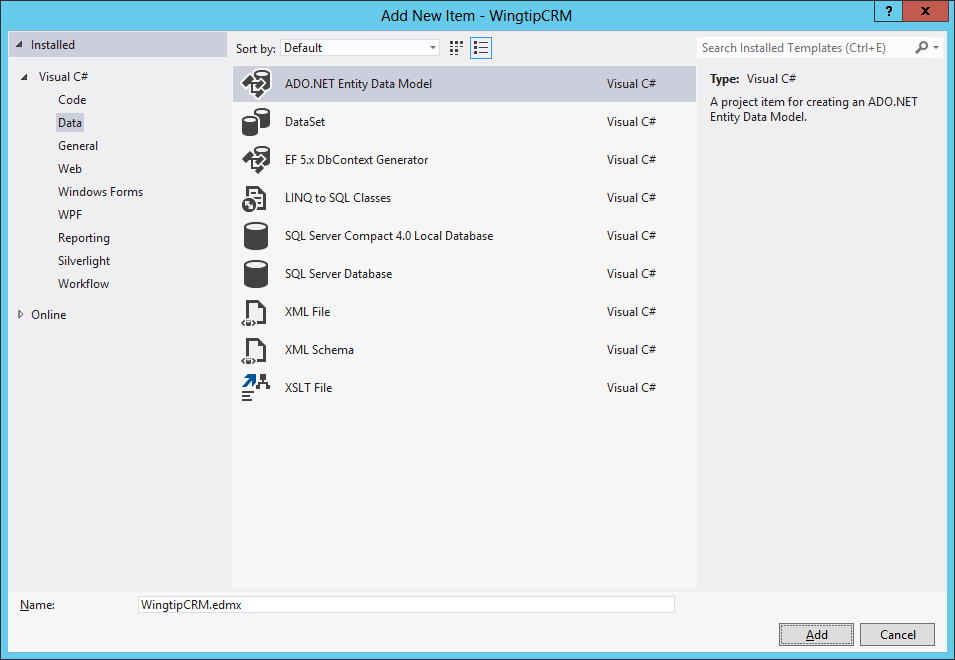 Add New Item - WingtipCRM
?
x
Installed
Visual C#
Code
Data
General
Web
Windows Forms
WPF
Reporting
Silverlight
Workflow
Online
Sort by: Default
ADO.NET Entity Data Model Visual C#
DataSet Visual C#
EF 5.x DbContext Generator Visual C#
LINQ to SQL Classes Visual C#
SQL Server Compact 4.0 Local Database Visual C#
SQL Server Database Visual C#
XML File Visual C#
XML Schema Visual C#
XSLT File Visual C#
Search Installed Templates (Ctrl+E)
Type: Visual C#
A project item for creating an ADO.NET
Entity Data Model.
Name: WingtipCRM.edmx
Add Cancel